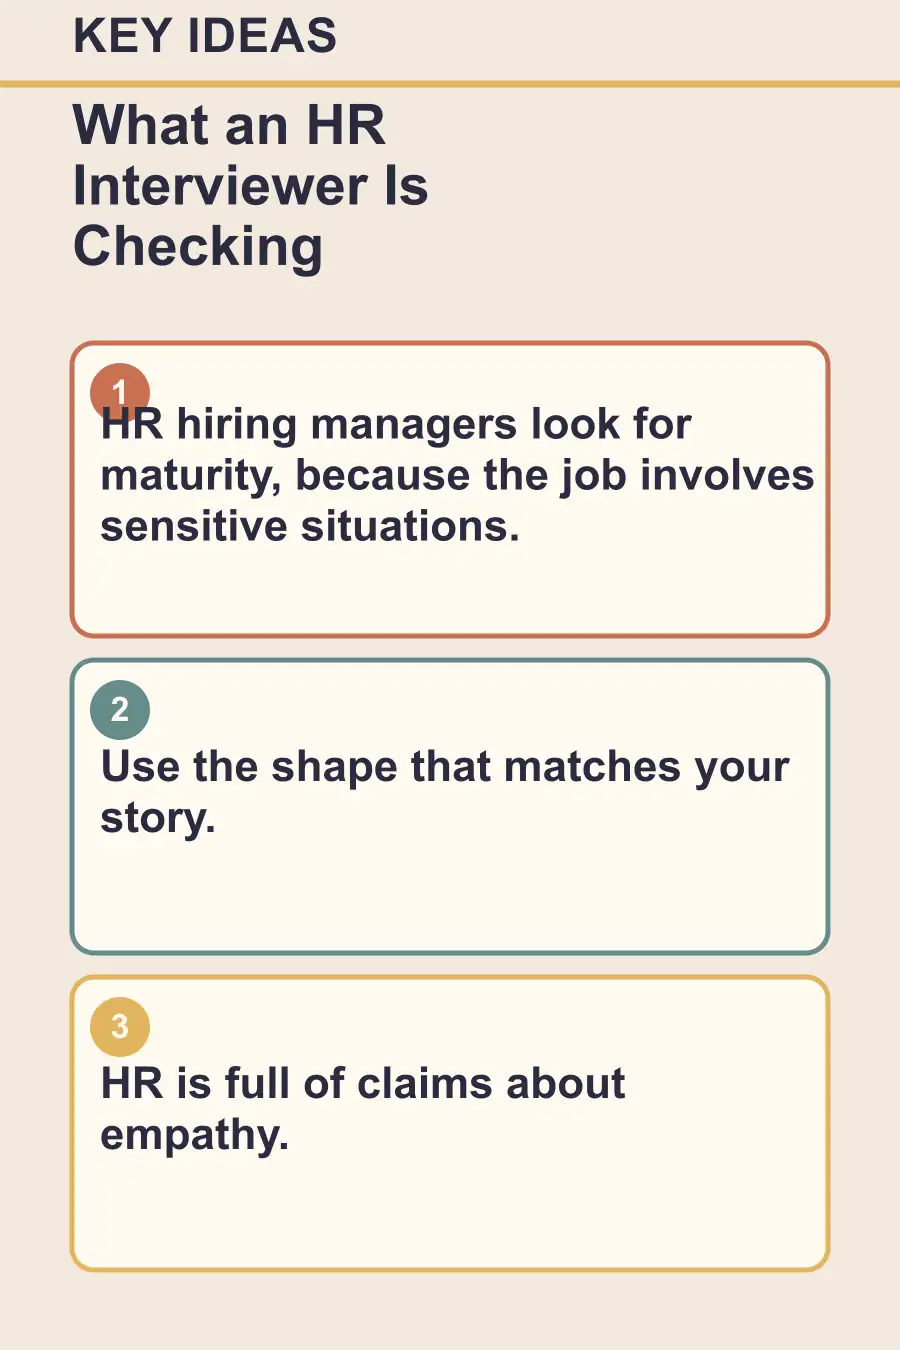 KEY IDEAS
What an HR
Interviewer Is
Checking
1
HR hiring managers look for
maturity, because the job involves
sensitive situations.
2
Use the shape that matches your
story.
3
HR is full of claims about
empathy.